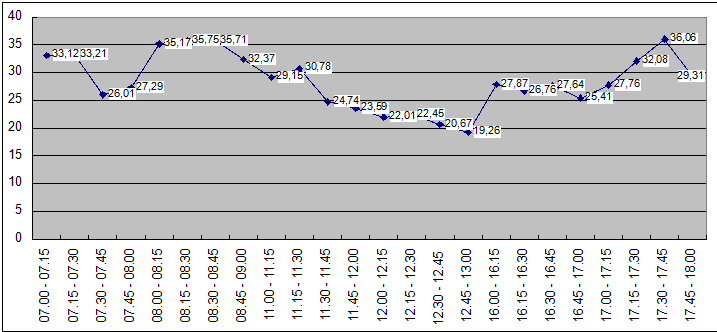 40
35
30
25
20
15
10
5
0
33,12
33,21
26,01
27,29
35,17
35,75
35,71
32,37
29,15
30,78
24,74
23,59
22,01
22,45
20,67
19,26
27,87
26,76
27,64
25,41
27,76
32,08
36,06
29,31
07.00 - 07.15
07.15 - 07.30
07.30 - 07.45
07.45 - 08.00
08.00 - 08.15
08.15 - 08.30
08.30 - 08.45
08.45 - 09.00
11.00 - 11.15
11.15 - 11.30
11.30 - 11.45
11.45 - 12.00
12.00 - 12.15
12.15 - 12.30
12.30 - 12.45
12.45 - 13.00
16.00 - 16.15
16.15 - 16.30
16.30 - 16.45
16.45 - 17.00
17.00 - 17.15
17.15 - 17.30
17.30 - 17.45
17.45 - 18.00